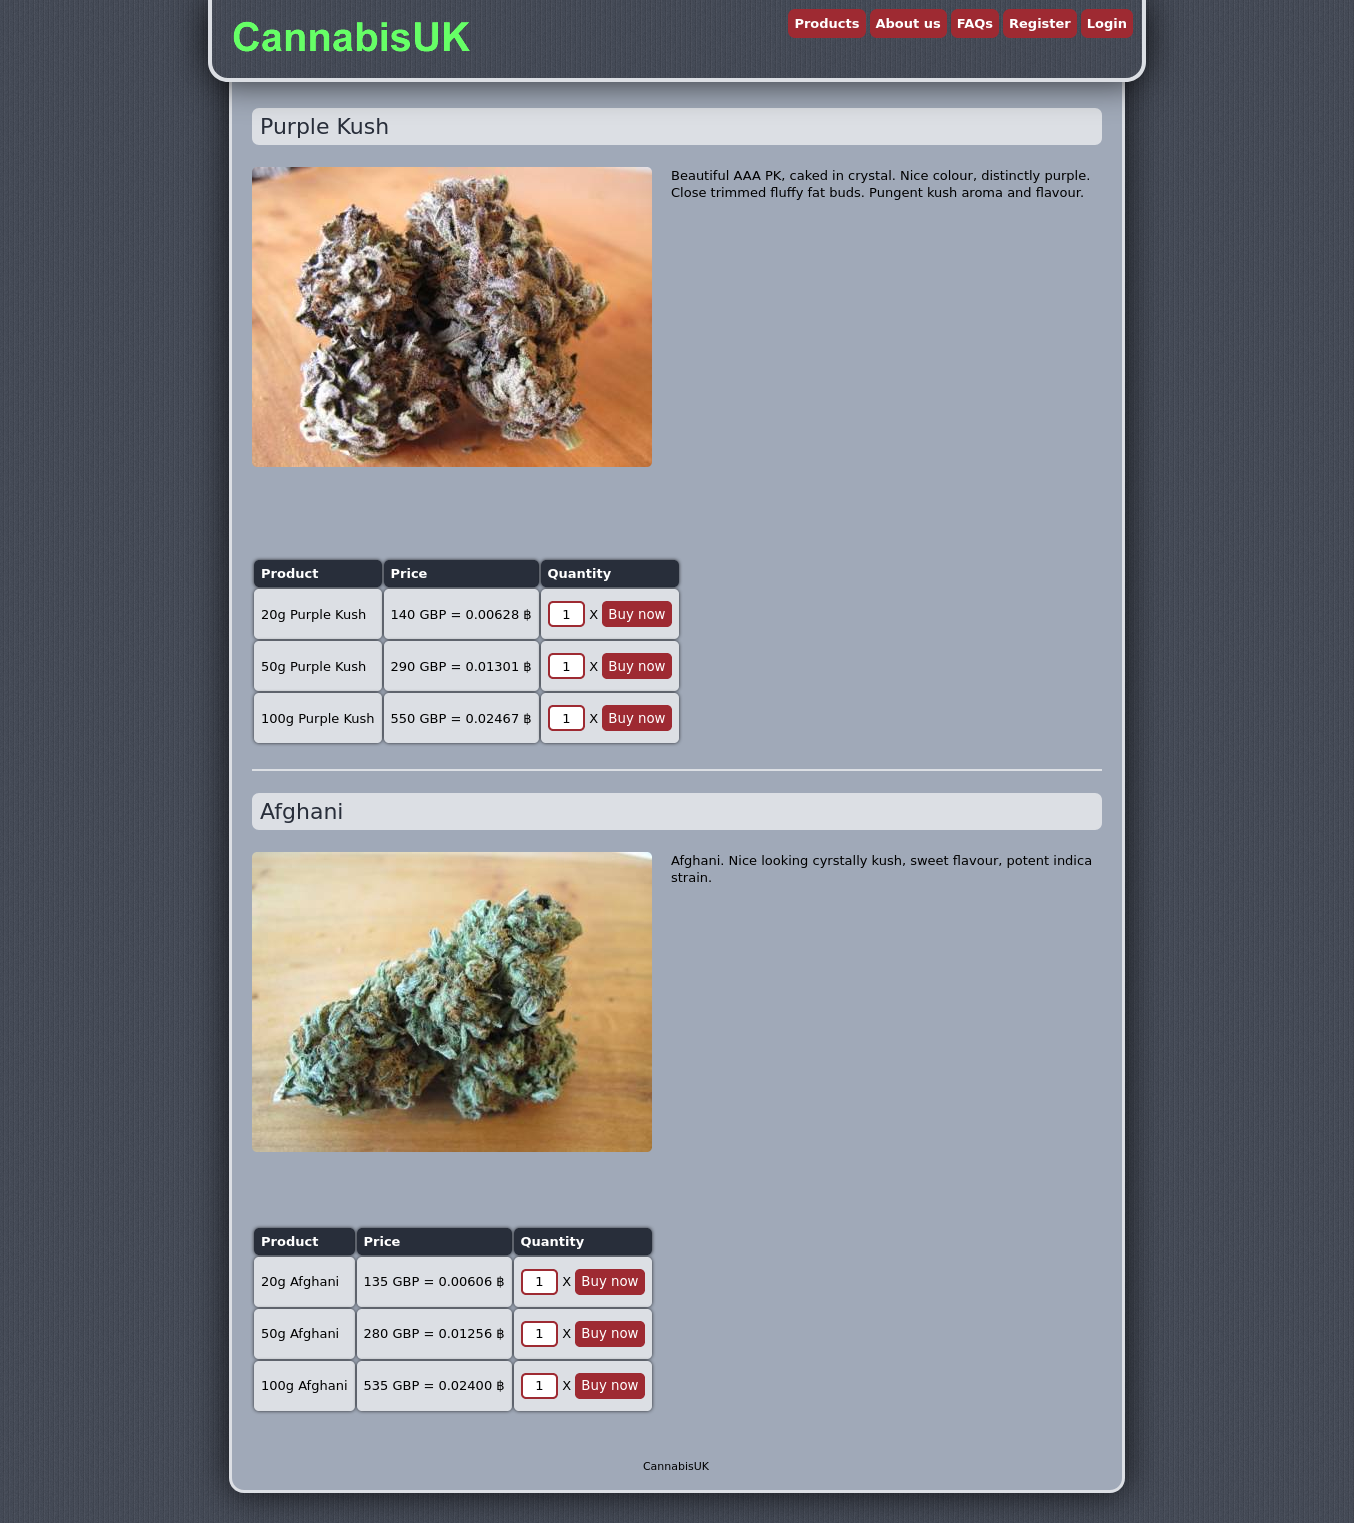 CannabisUK
Products About us FAQs Register Login
Purple Kush
Beautiful AAA PK, caked in crystal. Nice colour, distinctly purple.
Close trimmed fluffy fat buds. Pungent kush aroma and flavour.
Product Price Quantity
20g Purple Kush 140 GBP = 0.00628 ฿ 1 X Buy now
50g Purple Kush 290 GBP = 0.01301 ฿ 1 X Buy now
100g Purple Kush 550 GBP = 0.02467 ฿ 1 X Buy now
Afghani
Afghani. Nice looking cyrstally kush, sweet flavour, potent indica
strain.
Product Price Quantity
20g Afghani 135 GBP = 0.00606 ฿ 1 X Buy now
50g Afghani 280 GBP = 0.01256 ฿ 1 X Buy now
100g Afghani 535 GBP = 0.02400 ฿ 1 X Buy now
CannabisUK